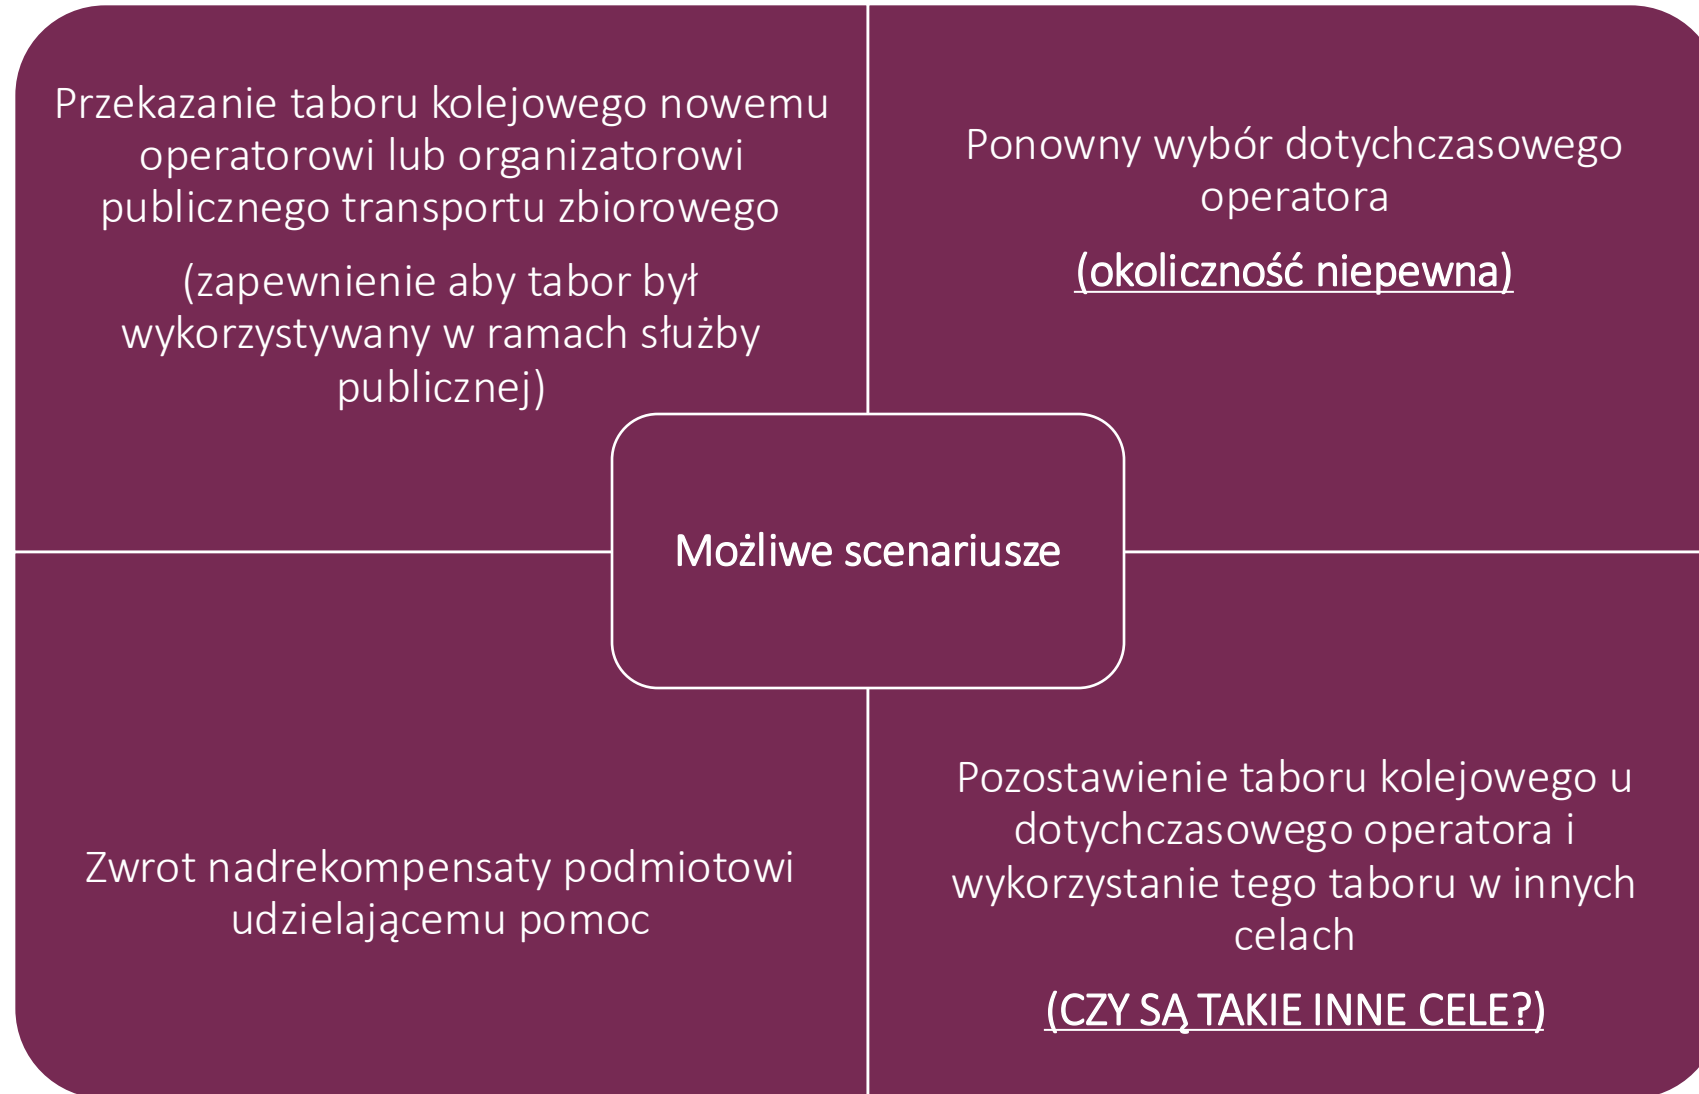 Przekazanie taboru kolejowego nowemu
operatorowi lub organizatorowi
publicznego transportu zbiorowego
(zapewnienie aby tabor był
wykorzystywany w ramach służby
publicznej)
Ponowny wybór dotychczasowego
operatora
(okoliczność niepewna)
Możliwe scenariusze
Zwrot nadrekompensaty podmiotowi
udzielającemu pomoc
Pozostawienie taboru kolejowego u
dotychczasowego operatora i
wykorzystanie tego taboru w innych
celach
(CZY SĄ TAKIE INNE CELE?)